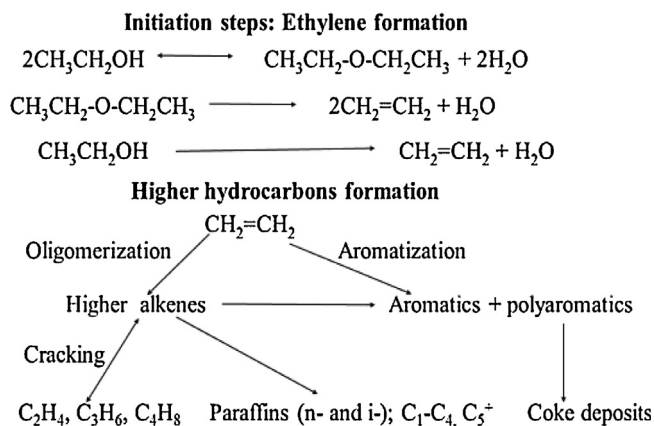 Initiation steps: Ethylene formation
2CH₃CH₂OH ⟷ CH₃CH₂-O-CH₂CH₃ + 2H₂O
CH₃CH₂-O-CH₂CH₃ ⟶ 2CH₂=CH₂ + H₂O
CH₃CH₂OH ⟶ CH₂=CH₂ + H₂O
Higher hydrocarbons formation
CH₂=CH₂
Oligomerization Aromatization
Higher alkenes ⟶ Aromatics + polyaromatics
Cracking
C₂H₄, C₃H₆, C₄H₈ Paraffins (n- and i-); C₁-C₄, C₅⁺ Coke deposits